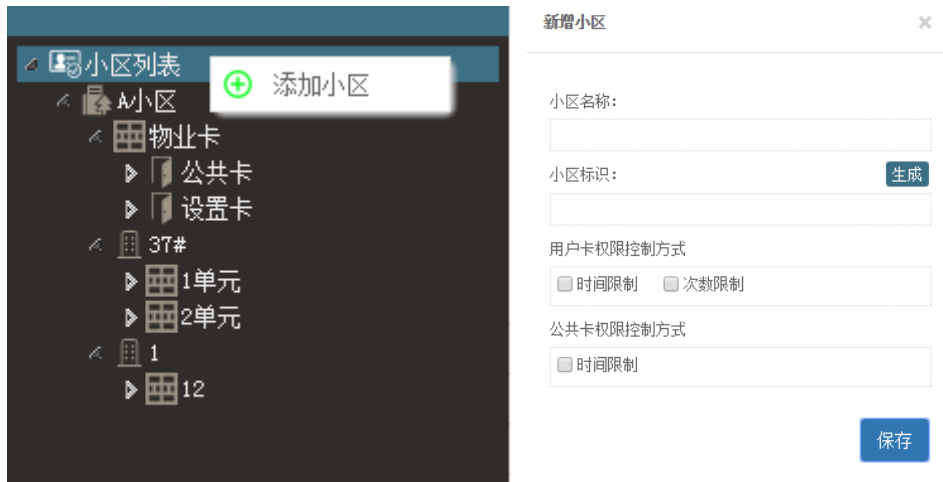 小区列表
添加小区
A小区
物业卡
公共卡
设置卡
37#
1单元
2单元
1
12
新增小区
×
小区名称：
小区标识：
生成
用户卡权限控制方式
时间限制 次数限制
公共卡权限控制方式
时间限制
保存